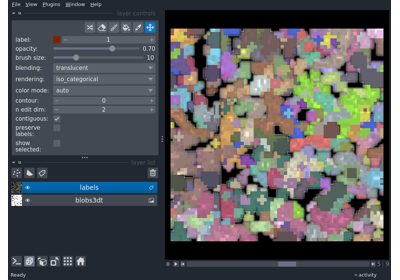 File View Plugins Window Help
layer controls
label: 1
opacity: 0.70
brush size: 10
blending: translucent
rendering: iso_categorical
color mode: auto
contour: 0
n edit dim: 2
contiguous:
preserve
labels:
show
selected:
layer list
labels
blobs3dt
Ready
activity